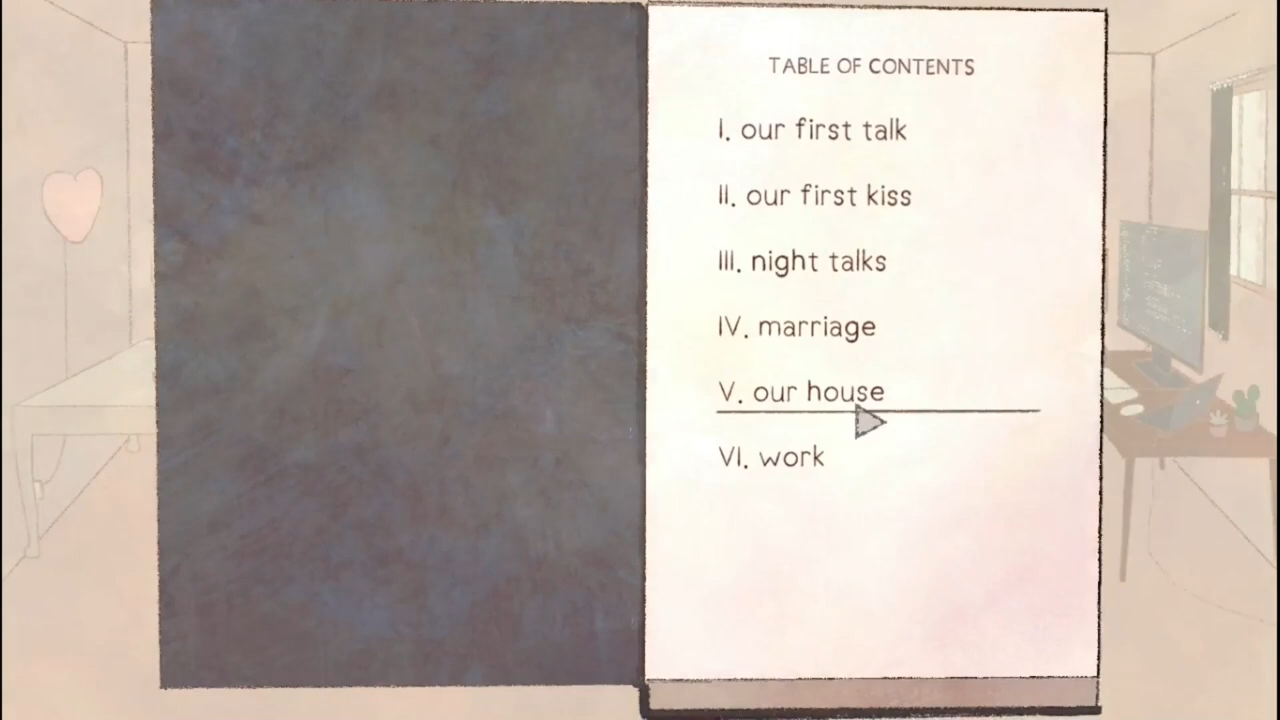 TABLE OF CONTENTS
I. our first talk
II. our first kiss
III. night talks
IV. marriage
V. our house
VI. work